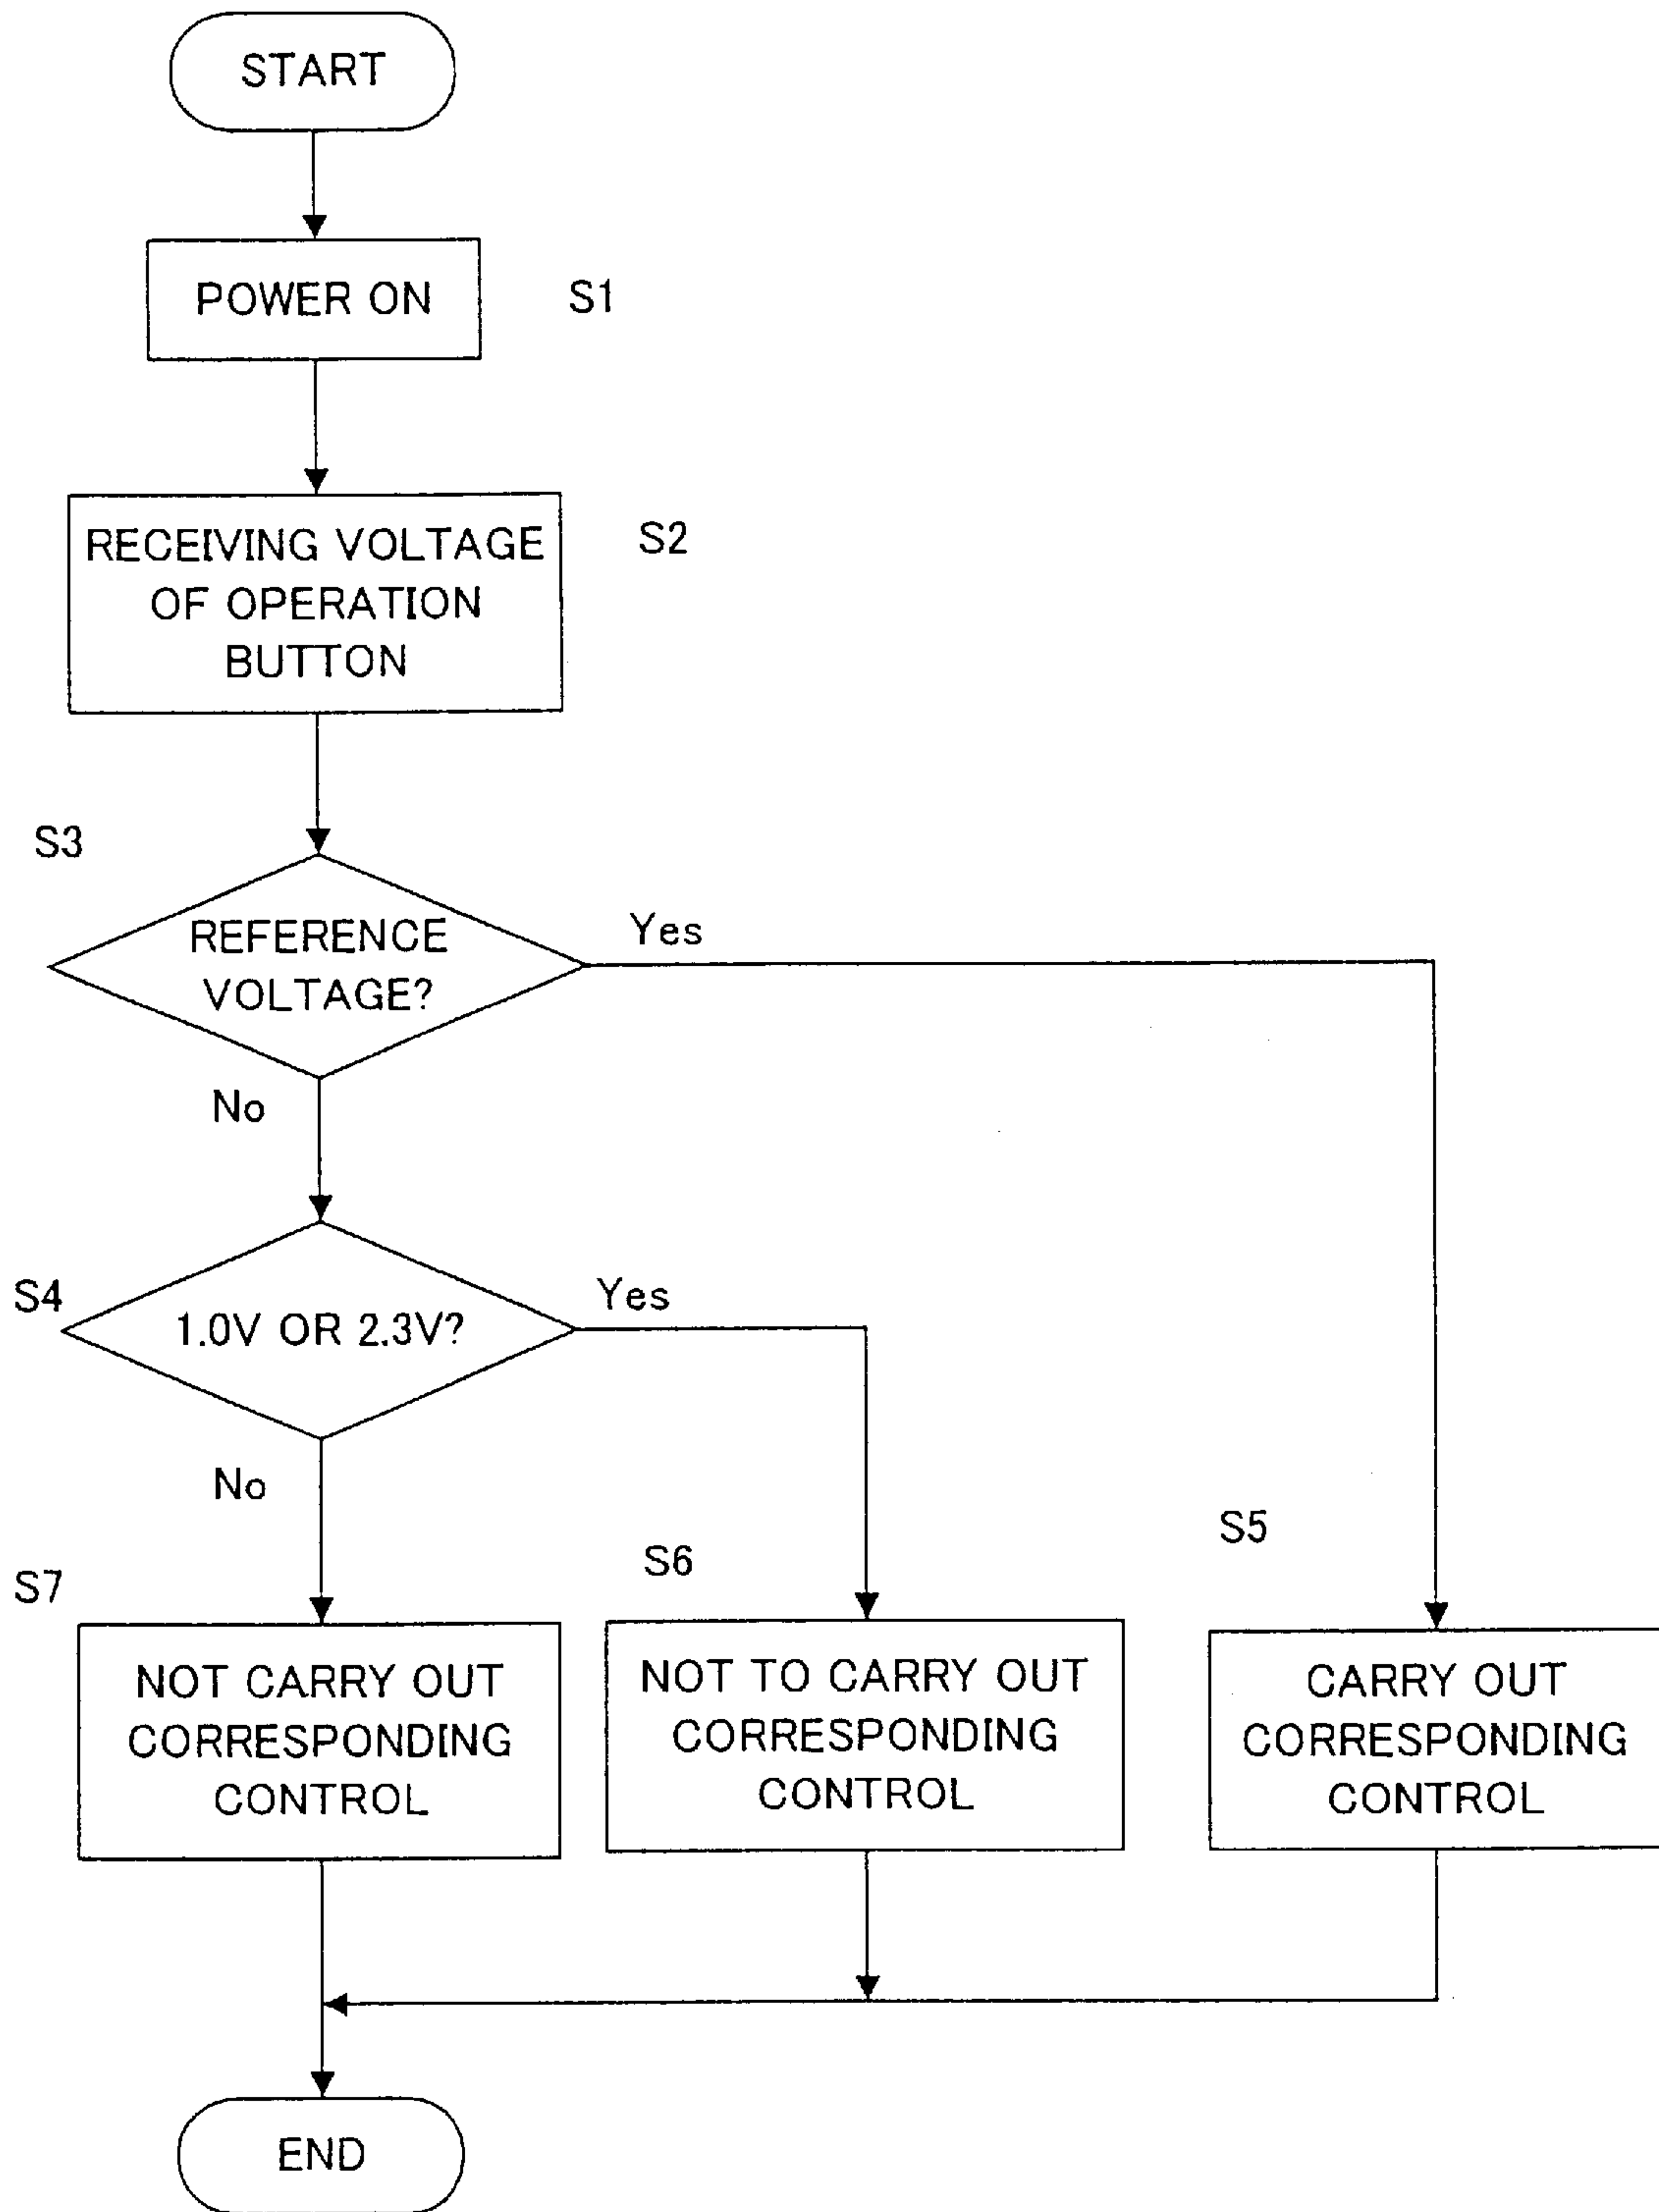 START
POWER ON
S1
RECEIVING VOLTAGE
OF OPERATION
BUTTON
S2
S3
REFERENCE
VOLTAGE?
Yes
No
S4
1.0V OR 2.3V?
Yes
No
S7
NOT CARRY OUT
CORRESPONDING
CONTROL
S6
NOT TO CARRY OUT
CORRESPONDING
CONTROL
S5
CARRY OUT
CORRESPONDING
CONTROL
END